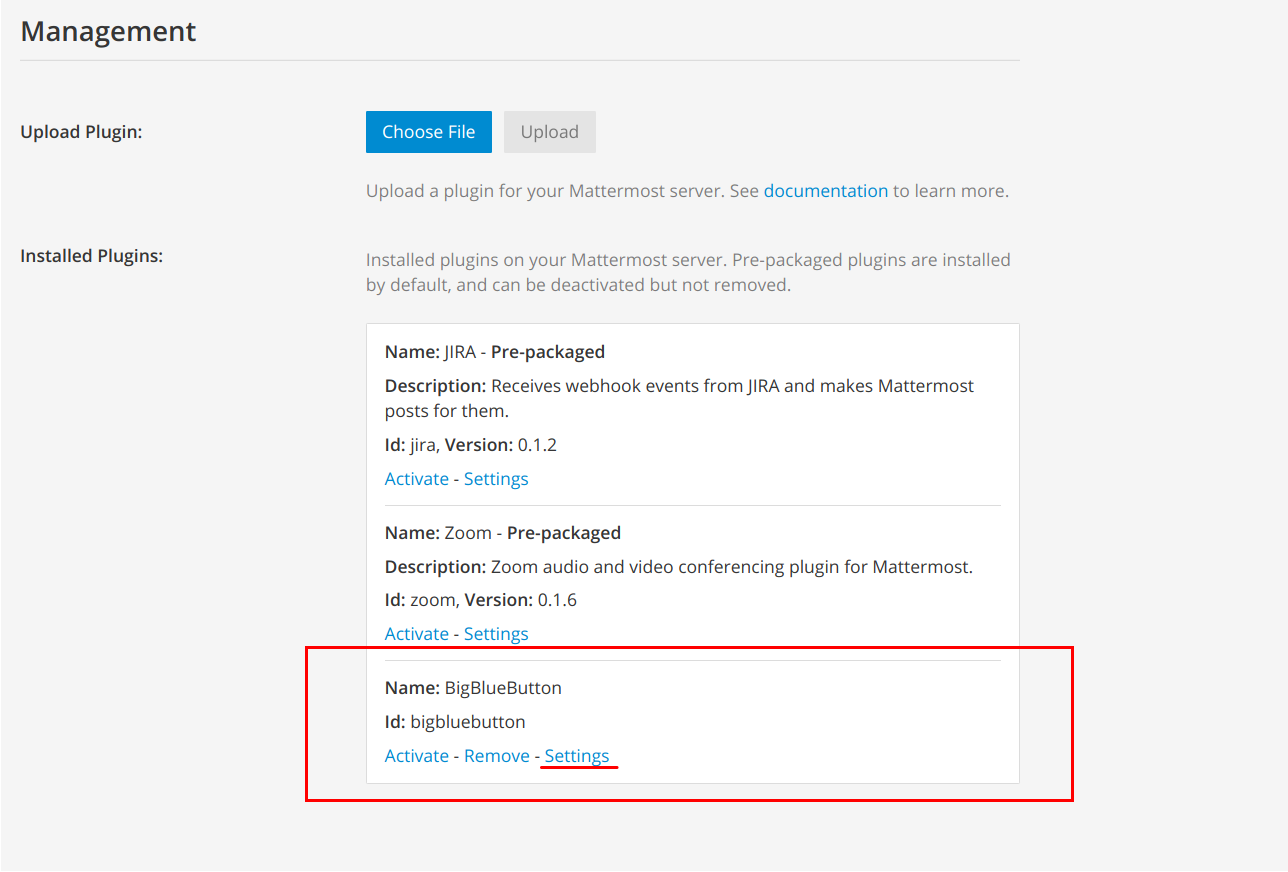 Management
Upload Plugin:
Choose File
Upload
Upload a plugin for your Mattermost server. See documentation to learn more.
Installed Plugins:
Installed plugins on your Mattermost server. Pre-packaged plugins are installed
by default, and can be deactivated but not removed.
Name: JIRA - Pre-packaged
Description: Receives webhook events from JIRA and makes Mattermost
posts for them.
Id: jira, Version: 0.1.2
Activate - Settings
Name: Zoom - Pre-packaged
Description: Zoom audio and video conferencing plugin for Mattermost.
Id: zoom, Version: 0.1.6
Activate - Settings
Name: BigBlueButton
Id: bigbluebutton
Activate - Remove - Settings